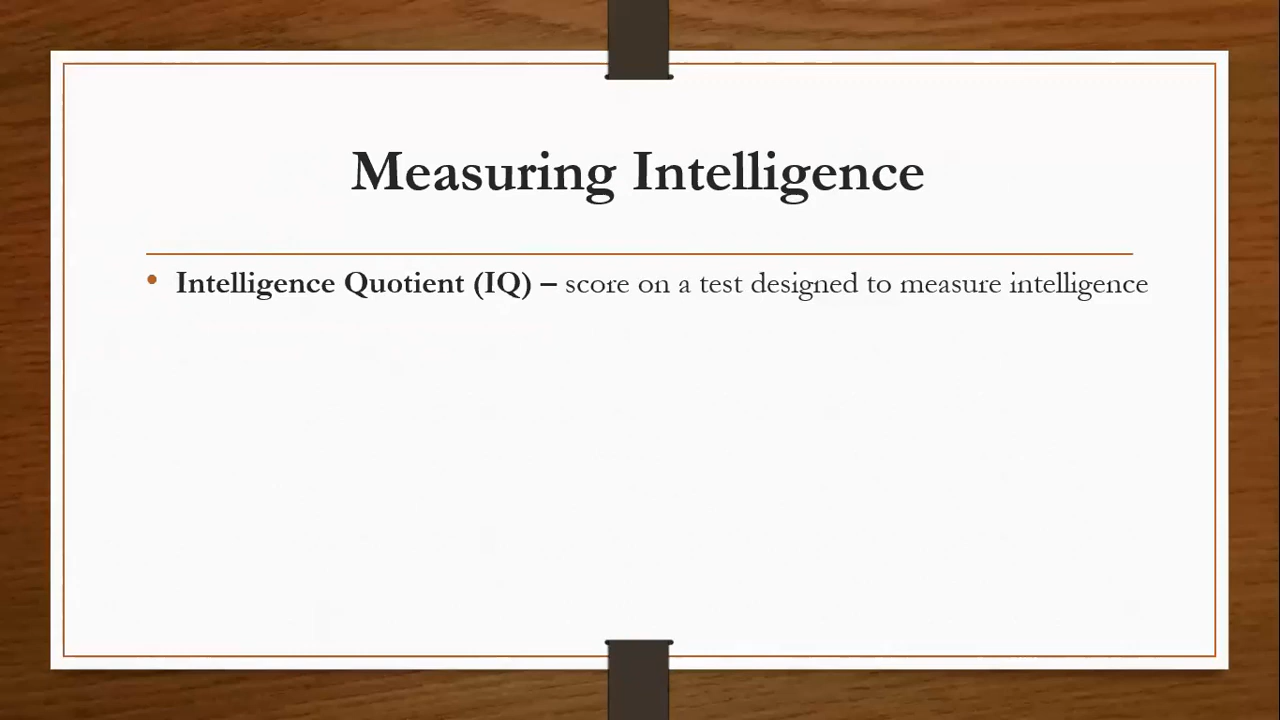 Measuring Intelligence
• Intelligence Quotient (IQ) – score on a test designed to measure intelligence